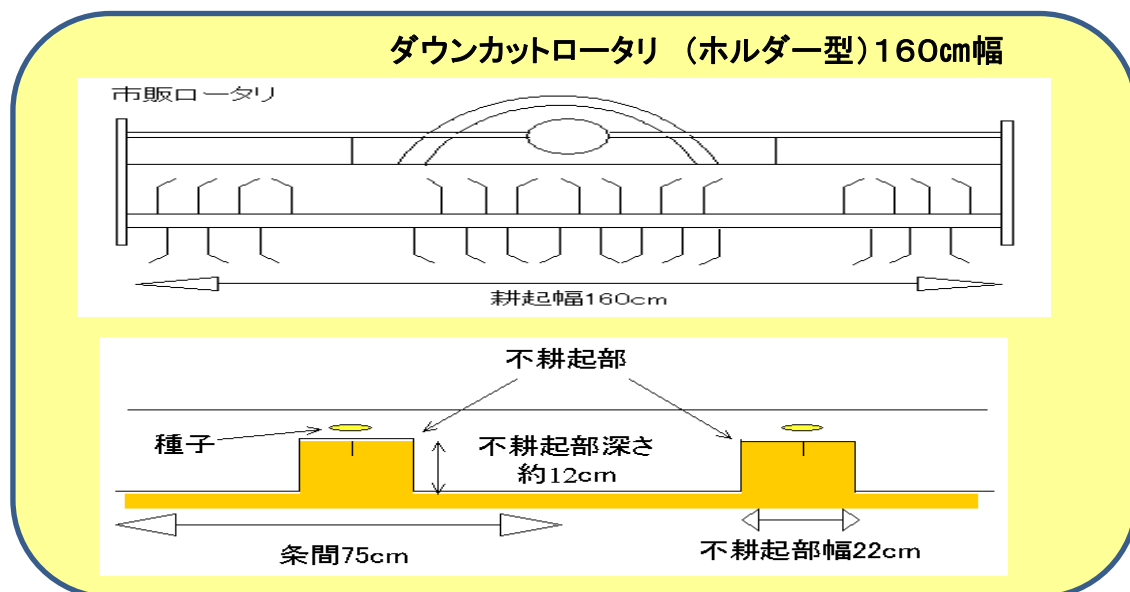 ダウンカットロータリ (ホルダー型)160㎝幅
市販ロータリ
耕起幅160cm
不耕起部
種子
不耕起部深さ
約12cm
条間75cm
不耕起部幅22cm